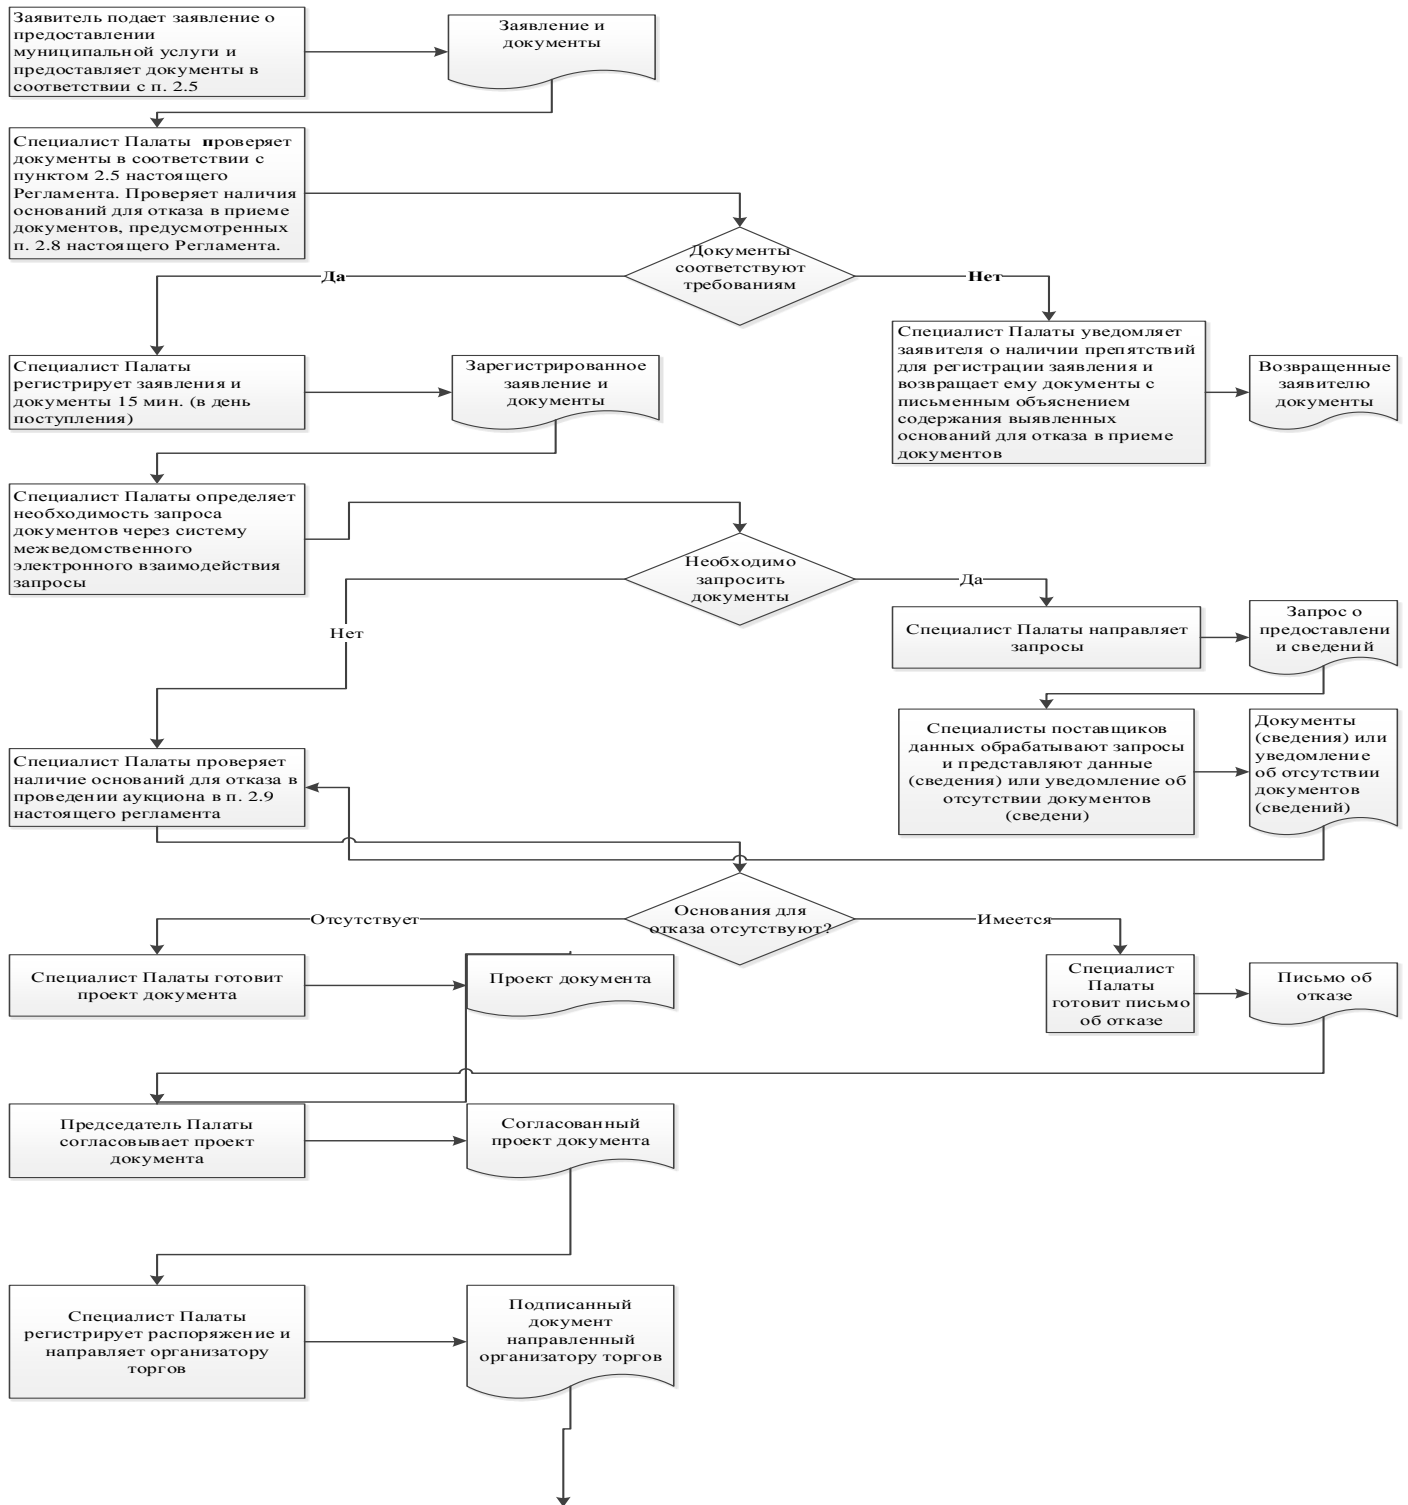 Заявитель подает заявление о
предоставлении
муниципальной услуги и
предоставляет документы в
соответствии с п. 2.5
Заявление и
документы
Специалист Палаты проверяет
документы в соответствии с
пунктом 2.5 настоящего
Регламента. Проверяет наличия
оснований для отказа в приеме
документов, предусмотренных
п. 2.8 настоящего Регламента.
Документы
соответствуют
требованиям
Да
Нет
Специалист Палаты
регистрирует заявления и
документы 15 мин. (в день
поступления)
Зарегистрированное
заявление и
документы
Специалист Палаты уведомляет
заявителя о наличии препятствий
для регистрации заявления и
возвращает ему документы с
письменным объяснением
содержания выявленных
оснований для отказа в приеме
документов
Возвращенные
заявителю
документы
Специалист Палаты определяет
необходимость запроса
документов через систему
межведомственного
электронного взаимодействия
запросы
Необходимо
запросить
документы
Да
Нет
Специалист Палаты направляет
запросы
Запрос о
предоставлени
и сведений
Специалисты поставщиков
данных обрабатывают запросы
и представляют данные
(сведения) или уведомление об
отсутствии документов
(сведени)
Документы
(сведения) или
уведомление
об отсутствии
документов
(сведений)
Специалист Палаты проверяет
наличие оснований для отказа в
проведении аукциона в п. 2.9
настоящего регламента
Основания для
отказа отсутствуют?
Отсутствует
Имеется
Специалист Палаты готовит
проект документа
Проект документа
Специалист
Палаты
готовит письмо
об отказе
Письмо об
отказе
Председатель Палаты
согласовывает проект
документа
Согласованный
проект документа
Специалист Палаты
регистрирует распоряжение и
направляет организатору
торгов
Подписанный
документ
направленный
организатору торгов